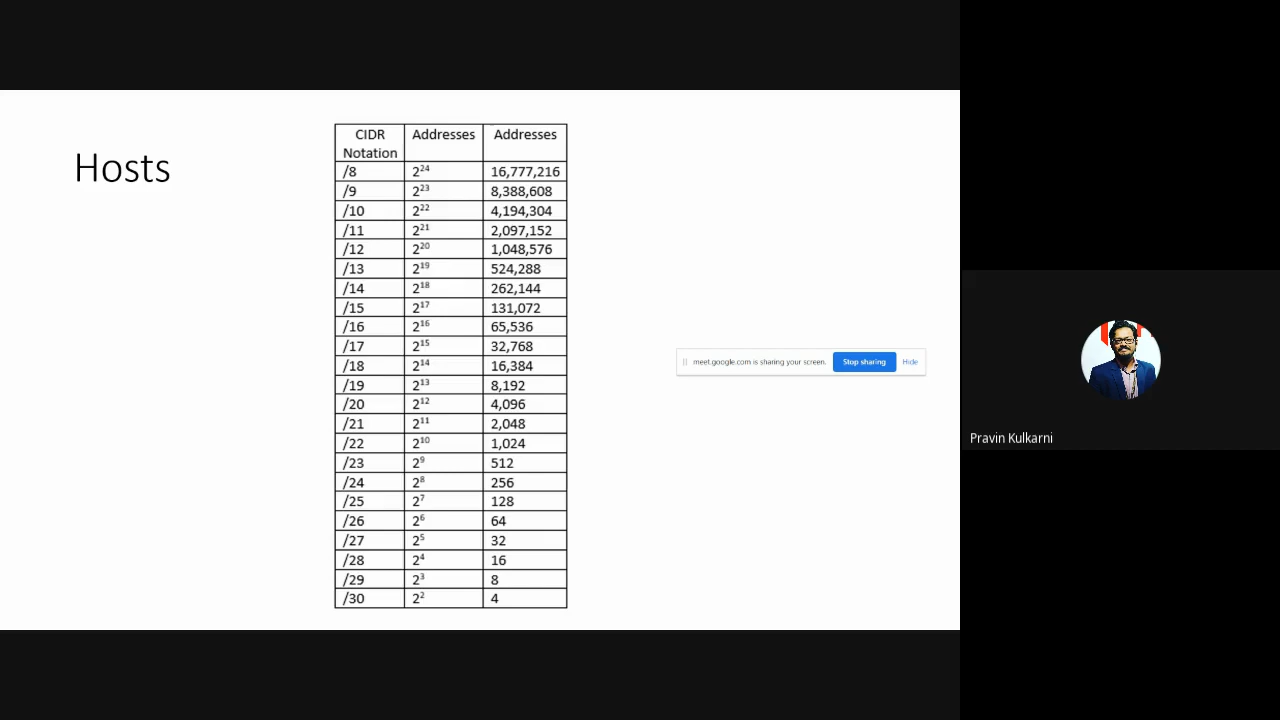 Hosts
CIDR Notation Addresses Addresses
/8 2²⁴ 16,777,216
/9 2²³ 8,388,608
/10 2²² 4,194,304
/11 2²¹ 2,097,152
/12 2²⁰ 1,048,576
/13 2¹⁹ 524,288
/14 2¹⁸ 262,144
/15 2¹⁷ 131,072
/16 2¹⁶ 65,536
/17 2¹⁵ 32,768
/18 2¹⁴ 16,384
/19 2¹³ 8,192
/20 2¹² 4,096
/21 2¹¹ 2,048
/22 2¹⁰ 1,024
/23 2⁹ 512
/24 2⁸ 256
/25 2⁷ 128
/26 2⁶ 64
/27 2⁵ 32
/28 2⁴ 16
/29 2³ 8
/30 2² 4
meet.google.com is sharing your screen. Stop sharing Hide
Pravin Kulkarni